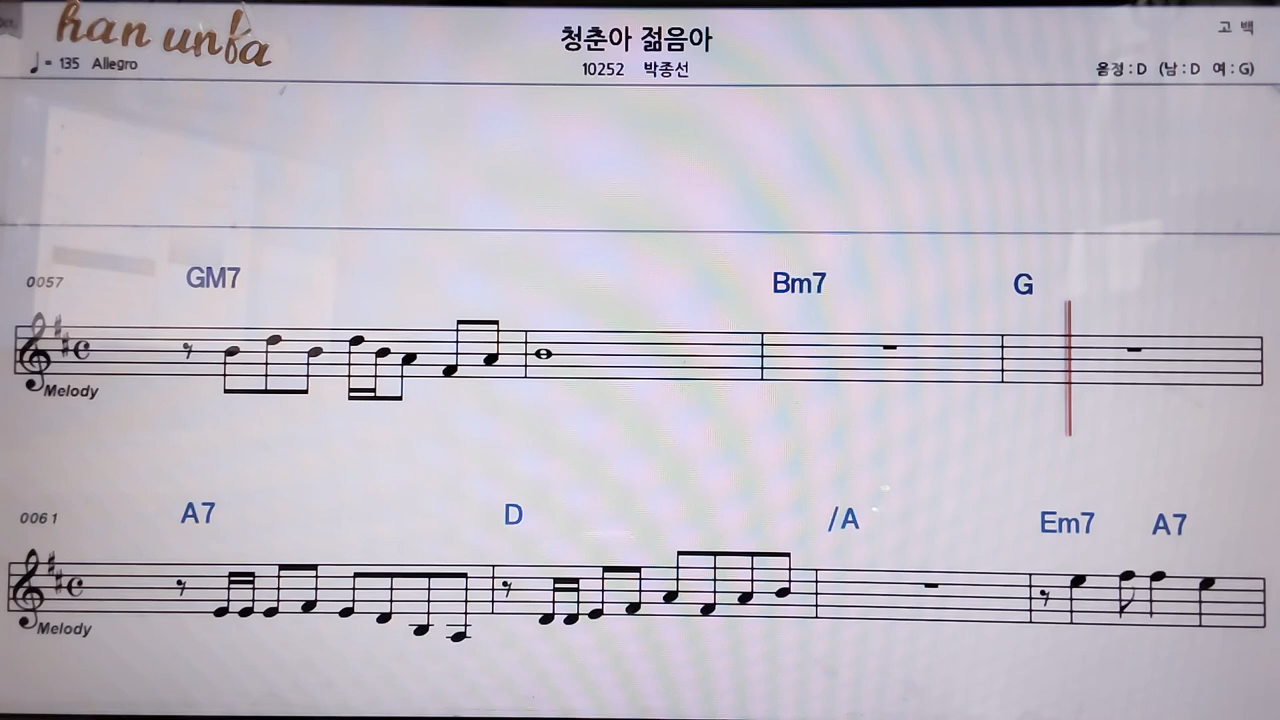 han unfa
청춘아 젊음아
고 백
♩= 135 Allegro
10252 박종선
음정 : D (남 : D 여 : G)
0057 GM7 Bm7 G
Melody
0061 A7 D /A Em7 A7
Melody